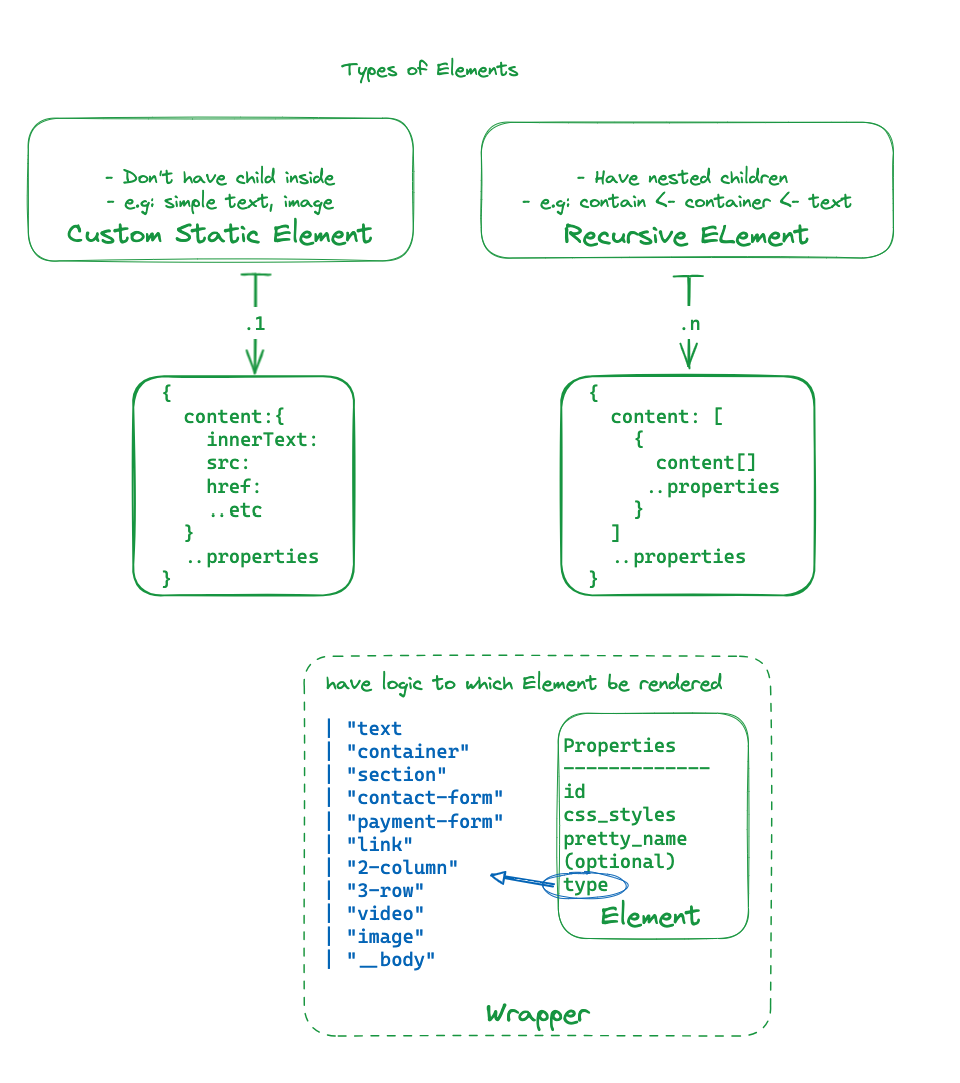 Types of Elements
- Don't have child inside
- e.g: simple text, image
Custom Static Element
- Have nested children
- e.g: contain <- container <- text
Recursive ELement
.1
.n
{
content:{
innerText:
src:
href:
..etc
}
..properties
}
{
content: [
{
content[]
..properties
}
]
..properties
}
have logic to which Element be rendered
| "text
| "container"
| "section"
| "contact-form"
| "payment-form"
| "link"
| "2-column"
| "3-row"
| "video"
| "image"
| "__body"
Properties
-------------
id
css_styles
pretty_name
(optional)
type
Element
Wrapper